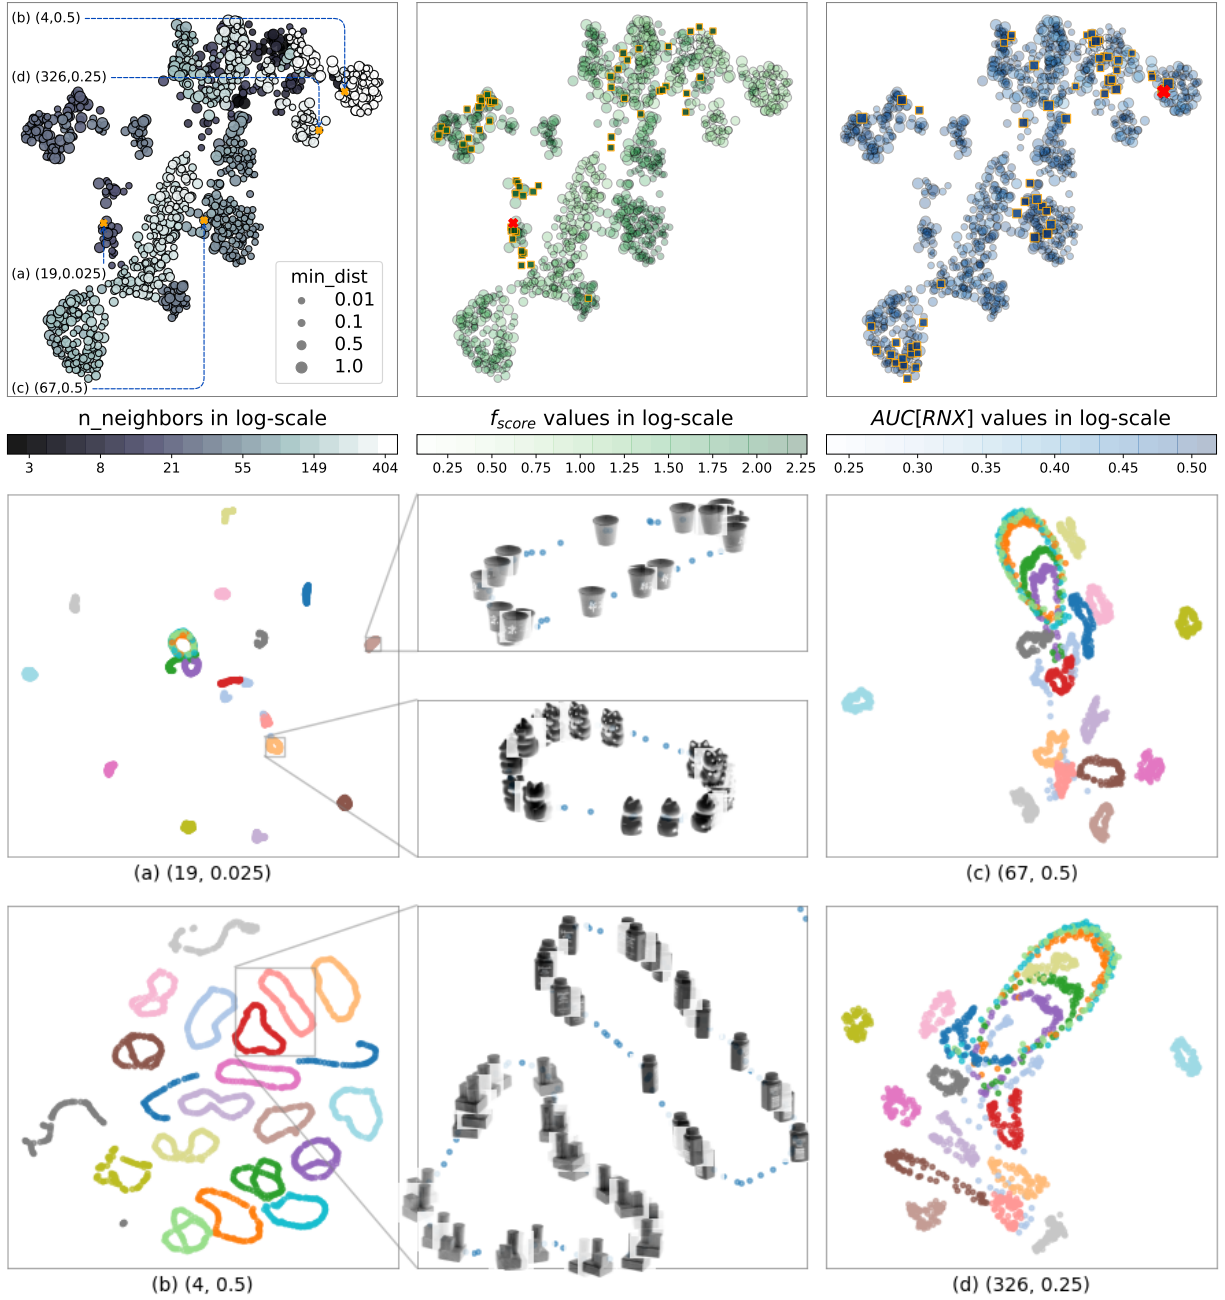 (b) (4,0.5)
(d) (326,0.25)
(a) (19,0.025)
(c) (67,0.5)
min_dist
0.01
0.1
0.5
1.0
n_neighbors in log-scale
3 8 21 55 149 404
f_score values in log-scale
0.25 0.50 0.75 1.00 1.25 1.50 1.75 2.00 2.25
AUC[RNX] values in log-scale
0.25 0.30 0.35 0.40 0.45 0.50
(a) (19, 0.025)
(c) (67, 0.5)
(b) (4, 0.5)
(d) (326, 0.25)